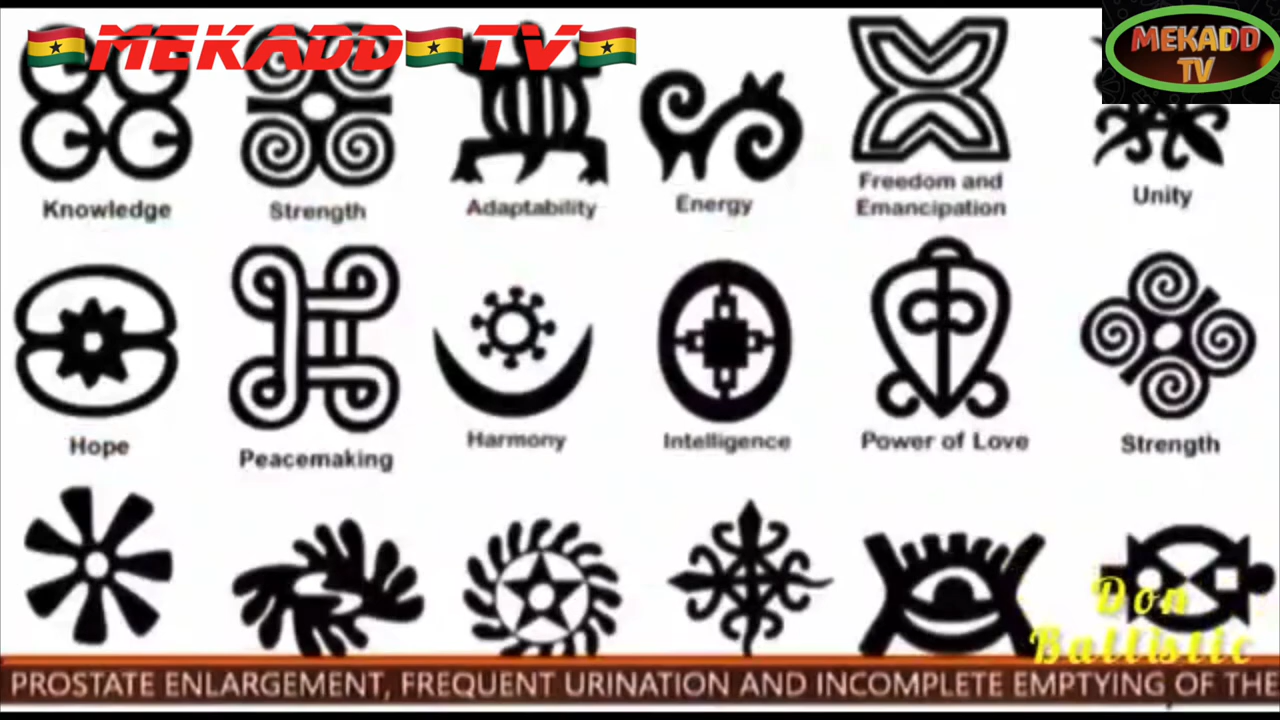 🇬🇭MEKADD🇬🇭TV🇬🇭
MEKADD
TV
Knowledge
Strength
Adaptability
Energy
Freedom and
Emancipation
Unity
Hope
Peacemaking
Harmony
Intelligence
Power of Love
Strength
Don
Ballistic
PROSTATE ENLARGEMENT, FREQUENT URINATION AND INCOMPLETE EMPTYING OF THE